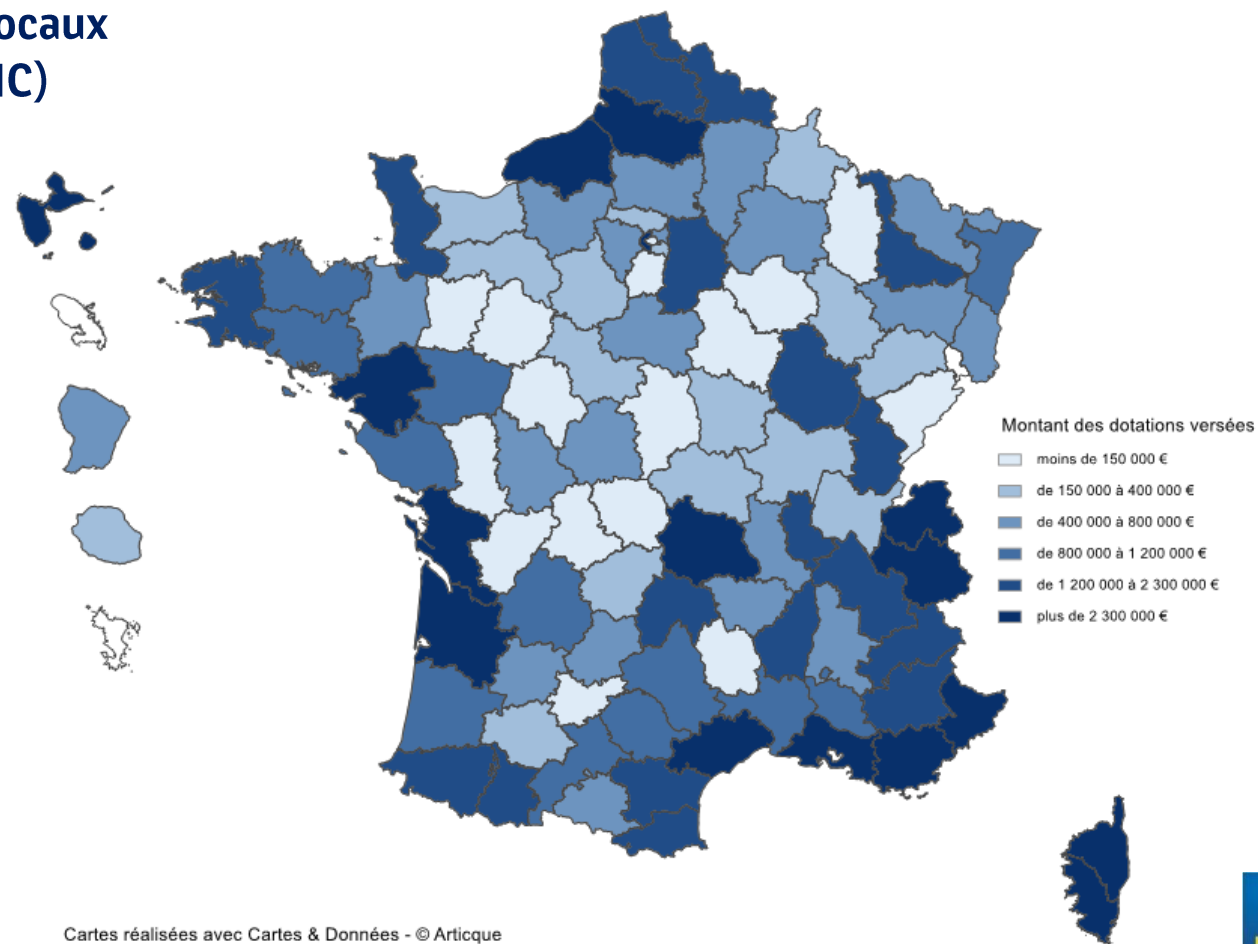 ocaux
IC)
Montant des dotations versées
moins de 150 000 €
de 150 000 à 400 000 €
de 400 000 à 800 000 €
de 800 000 à 1 200 000 €
de 1 200 000 à 2 300 000 €
plus de 2 300 000 €
Cartes réalisées avec Cartes & Données - © Articque